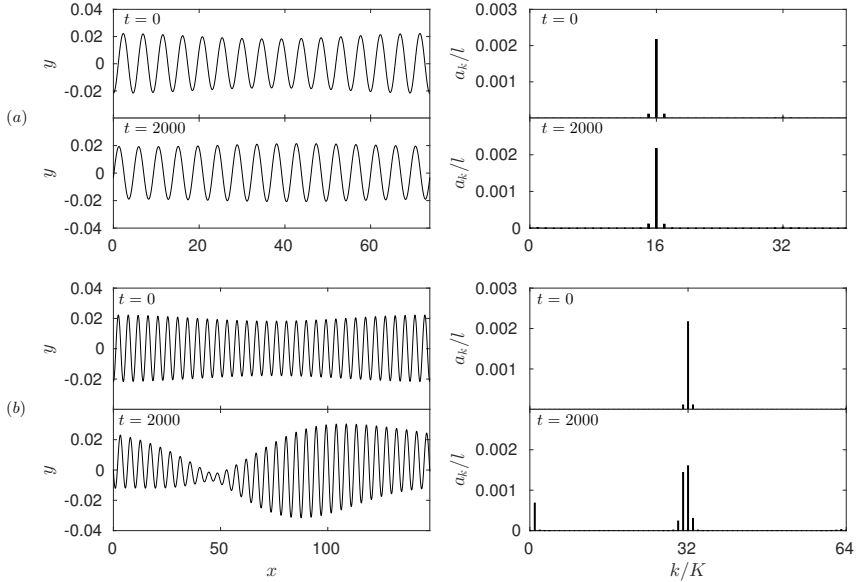 (a)
t = 0
0.04
0.02
0
-0.02
y
t = 2000
0.02
0
-0.02
-0.04
y
0 20 40 60
t = 0
0.003
0.002
0.001
a_k/l
t = 2000
0.002
0.001
0
a_k/l
0 16 32
(b)
t = 0
0.04
0.02
0
-0.02
y
t = 2000
0.02
0
-0.02
-0.04
y
0 50 100
x
t = 0
0.003
0.002
0.001
a_k/l
t = 2000
0.002
0.001
0
a_k/l
0 32 64
k/K